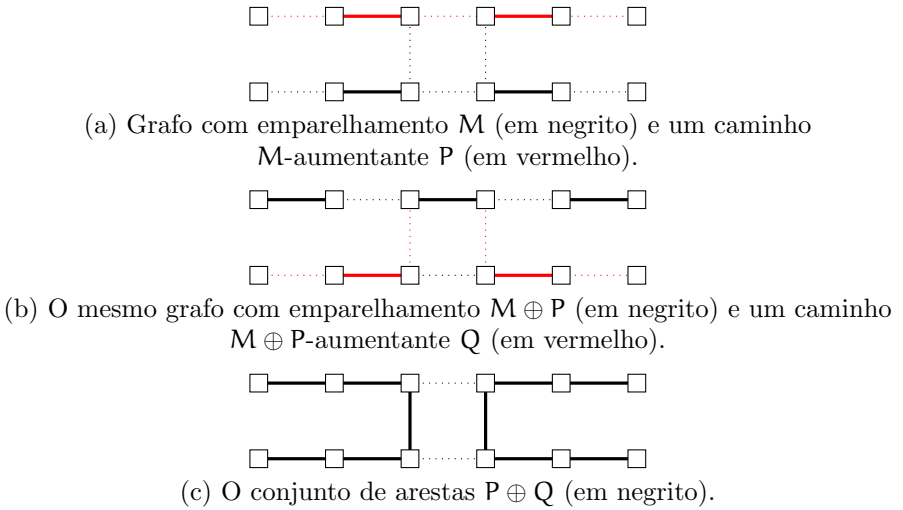 (a) Grafo com emparelhamento M (em negrito) e um caminho
M-aumentante P (em vermelho).
(b) O mesmo grafo com emparelhamento M ⊕ P (em negrito) e um caminho
M ⊕ P-aumentante Q (em vermelho).
(c) O conjunto de arestas P ⊕ Q (em negrito).